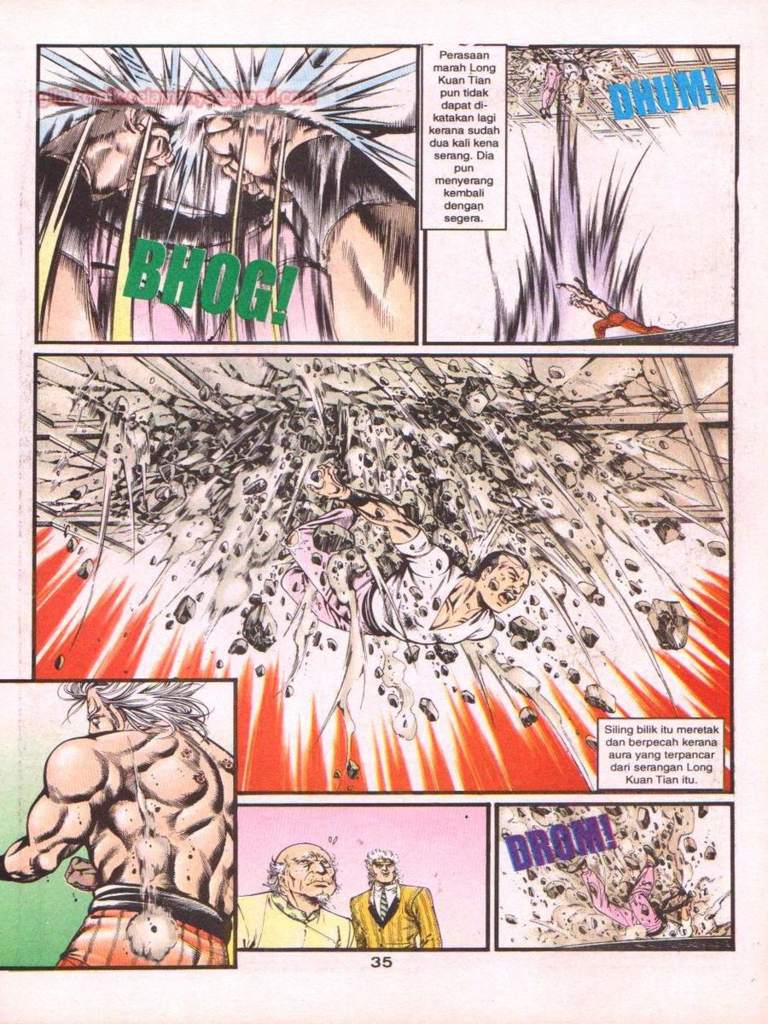 BHOG!
Perasaan
marah Long
Kuan Tian
pun tidak
dapat di-
katakan lagi
kerana sudah
dua kali kena
serang. Dia
pun
menyerang
kembali
dengan
segera.
DHUM!
Siling bilik itu meretak
dan berpecah kerana
aura yang terpancar
dari serangan Long
Kuan Tian itu.
DROM!
35